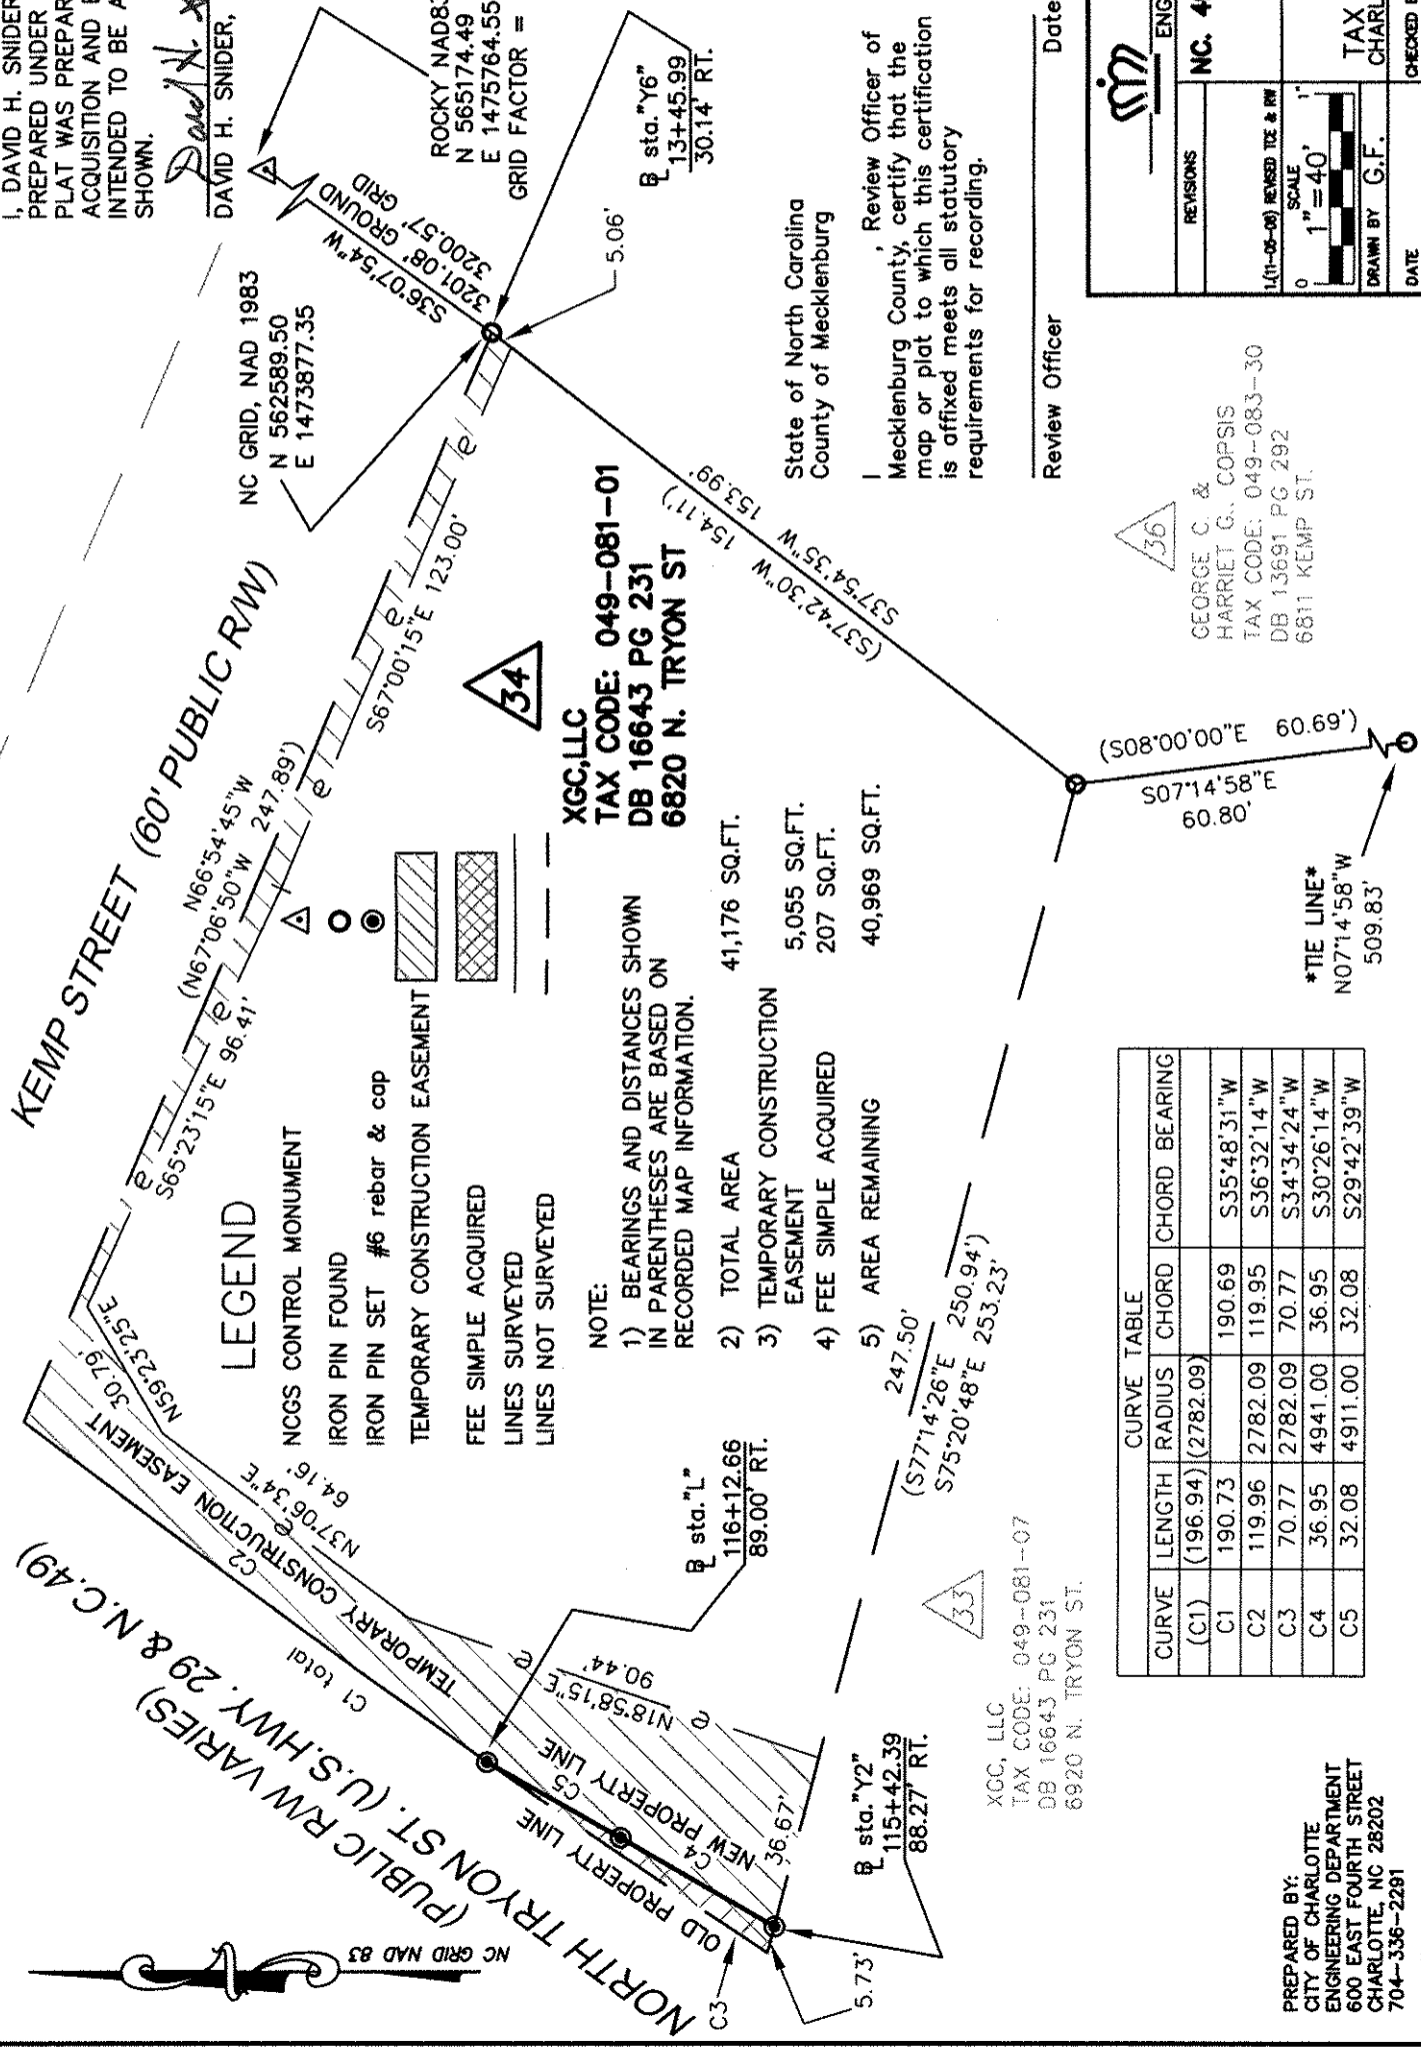 I, DAVID H. SNIDER
PREPARED UNDER
PLAT WAS PREPAR
ACQUISITION AND
INTENDED TO BE A
SHOWN.
David H.
DAVID H. SNIDER,
KEMP STREET (60' PUBLIC R/W)
NC GRID, NAD 1983
N 562589.50
E 1473877.35
S36°07'54"W
3201.08' GROUND
3200.57' GRID
ROCKY NAD83
N 565174.49
E 1475764.55
GRID FACTOR =
BL sta."Y6"
13+45.99
30.14' RT.
5.06'
N66°54'45"W
(N67°06'50"W 247.89')
S65°23'15"E 96.41'
S67°00'15"E 123.00'
e
e
e
e
e
34
XGC,LLC
TAX CODE: 049-081-01
DB 16643 PG 231
6820 N. TRYON ST
154.11')
153.99'
(S37°42'30"W
S37°54'35"W
State of North Carolina
County of Mecklenburg
I , Review Officer of
Mecklenburg County, certify that the
map or plat to which this certification
is affixed meets all statutory
requirements for recording.
Review Officer Date
LEGEND
NCGS CONTROL MONUMENT
IRON PIN FOUND
IRON PIN SET #6 rebar & cap
TEMPORARY CONSTRUCTION EASEMENT
FEE SIMPLE ACQUIRED
LINES SURVEYED
LINES NOT SURVEYED
NOTE:
1) BEARINGS AND DISTANCES SHOWN
IN PARENTHESES ARE BASED ON
RECORDED MAP INFORMATION.
2) TOTAL AREA 41,176 SQ.FT.
3) TEMPORARY CONSTRUCTION
EASEMENT 5,055 SQ.FT.
4) FEE SIMPLE ACQUIRED 207 SQ.FT.
5) AREA REMAINING 40,969 SQ.FT.
N59°23'25"E
30.79'
N37°06'34"E
64.16'
TEMPORARY CONSTRUCTION EASEMENT
C2
C1 total
e
e
e
N18°58'15"E
90.44'
NORTH TRYON ST. (U.S.HWY. 29 & N.C.49)
(PUBLIC R/W VARIES)
NC GRID NAD 83
BL sta."L"
116+12.66
89.00' RT.
C5
C4
NEW PROPERTY LINE
OLD PROPERTY LINE
C3
36.67'
5.73'
BL sta."Y2"
115+42.39
88.27' RT.
247.50'
(S77°14'26"E 250.94')
S75°20'48"E 253.23'
33
XGC, LLC
TAX CODE: 049-081-07
DB 16643 PG 231
6920 N. TRYON ST.
36
GEORGE C. &
HARRIET G.. COPSIS
TAX CODE: 049-083-30
DB 13691 PG 292
6811 KEMP ST.
(S08°00'00"E 60.69')
S07°14'58"E
60.80'
*TIE LINE*
N07°14'58"W
509.83'
CURVE TABLE
CURVE LENGTH RADIUS CHORD CHORD BEARING
(C1) (196.94) (2782.09)
C1 190.73 190.69 S35°48'31"W
C2 119.96 2782.09 119.95 S36°32'14"W
C3 70.77 2782.09 70.77 S34°34'24"W
C4 36.95 4941.00 36.95 S30°26'14"W
C5 32.08 4911.00 32.08 S29°42'39"W
PREPARED BY:
CITY OF CHARLOTTE
ENGINEERING DEPARTMENT
600 EAST FOURTH STREET
CHARLOTTE, NC 28202
704-336-2291
ENG
REVISIONS
NC. 4
1.(11-05-08) REVISED TCE & RW
SCALE
0 1"=40' 1"
DRAWN BY G.F.
TAX
CHARL
DATE
CHECKED B